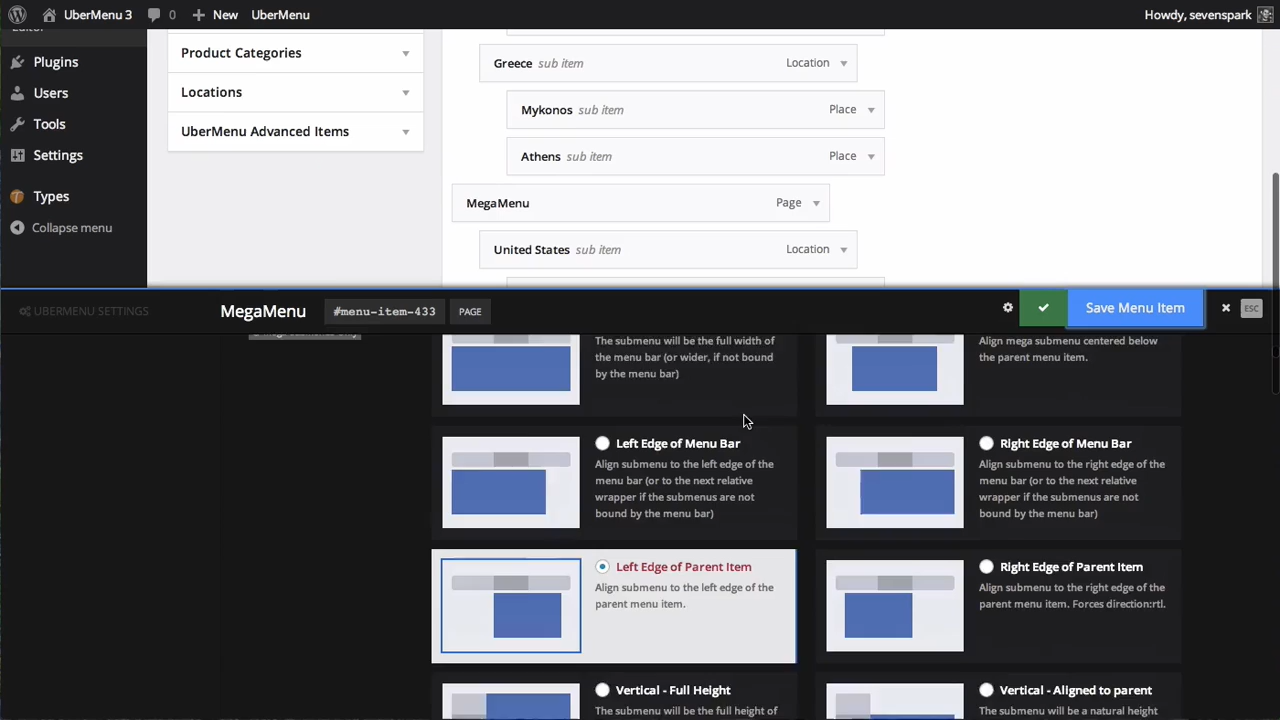 UberMenu 3 0 New UberMenu Howdy, sevenspark
Editor
Plugins
Users
Tools
Settings
Types
Collapse menu
Product Categories
Locations
UberMenu Advanced Items
Greece sub item Location
Mykonos sub item Place
Athens sub item Place
MegaMenu Page
United States sub item Location
UBERMENU SETTINGS MegaMenu #menu-item-433 PAGE Save Menu Item ESC
Mega Submenus Only
The submenu will be the full width of
the menu bar (or wider, if not bound
by the menu bar)
Align mega submenu centered below
the parent menu item.
Left Edge of Menu Bar
Align submenu to the left edge of the
menu bar (or to the next relative
wrapper if the submenus are not
bound by the menu bar)
Right Edge of Menu Bar
Align submenu to the right edge of the
menu bar (or to the next relative
wrapper if the submenus are not
bound by the menu bar)
Left Edge of Parent Item
Align submenu to the left edge of the
parent menu item.
Right Edge of Parent Item
Align submenu to the right edge of the
parent menu item. Forces direction:rtl.
Vertical - Full Height
The submenu will be the full height of
Vertical - Aligned to parent
The submenu will be a natural height